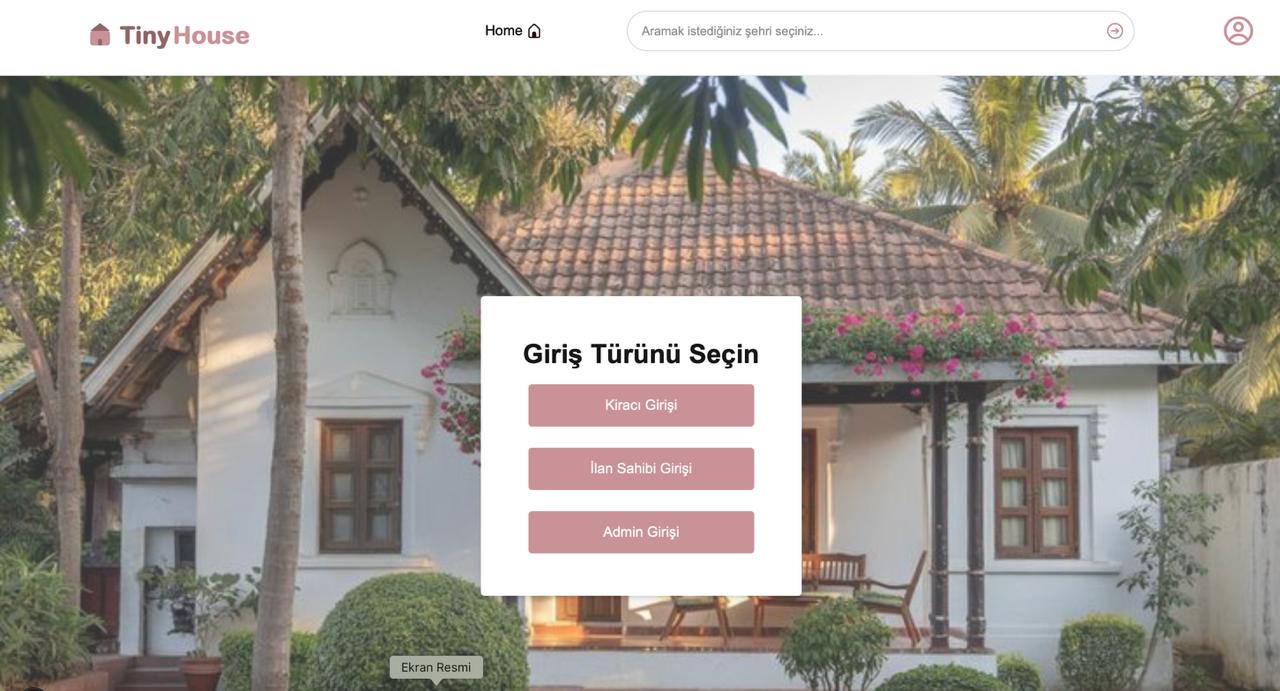 TinyHouse
Home
Aramak istediğiniz şehri seçiniz...
Giriş Türünü Seçin
Kiracı Girişi
İlan Sahibi Girişi
Admin Girişi
Ekran Resmi